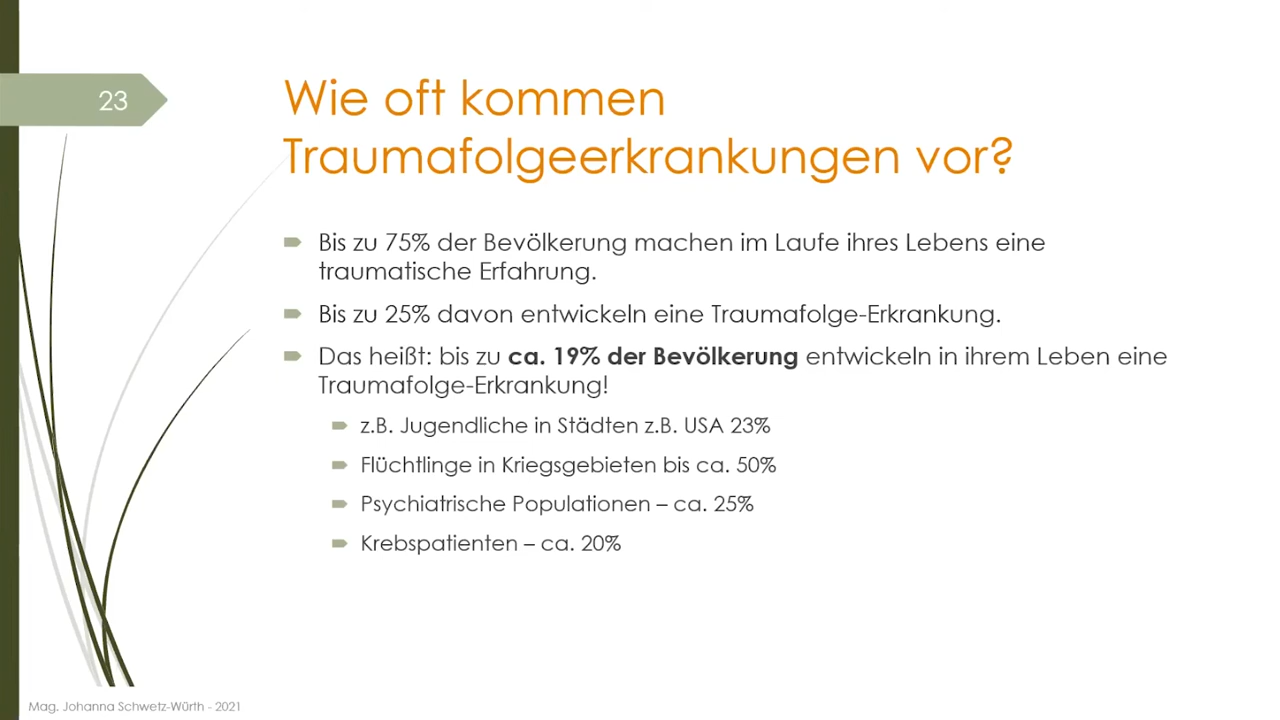 23
Wie oft kommen
Traumafolgeerkrankungen vor?
Bis zu 75% der Bevölkerung machen im Laufe ihres Lebens eine
traumatische Erfahrung.
Bis zu 25% davon entwickeln eine Traumafolge-Erkrankung.
Das heißt: bis zu ca. 19% der Bevölkerung entwickeln in ihrem Leben eine
Traumafolge-Erkrankung!
z.B. Jugendliche in Städten z.B. USA 23%
Flüchtlinge in Kriegsgebieten bis ca. 50%
Psychiatrische Populationen – ca. 25%
Krebspatienten – ca. 20%
Mag. Johanna Schwetz-Würth - 2021